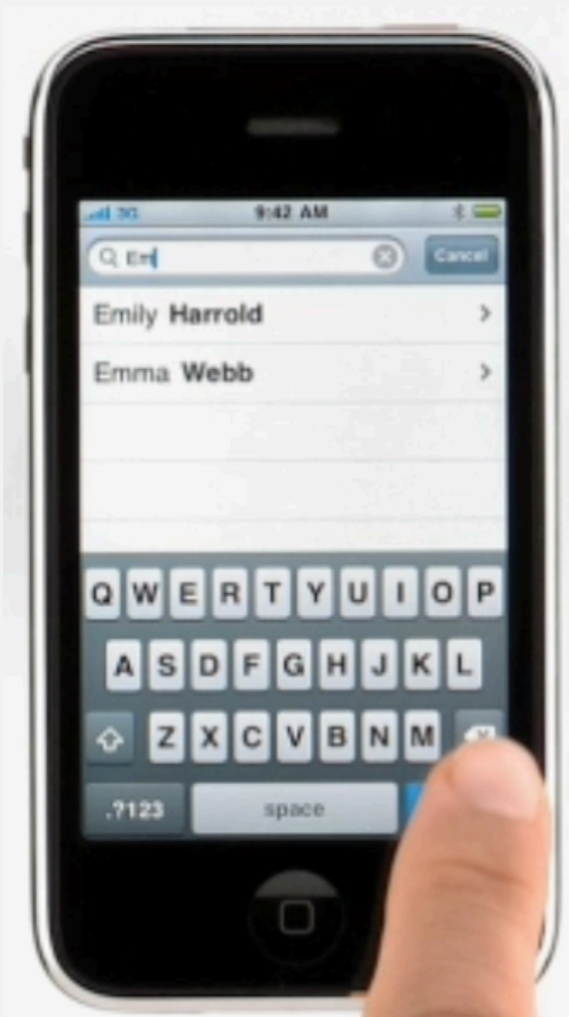 3G 9:42 AM
Em Cancel
Emily Harrold
Emma Webb
Q W E R T Y U I O P
A S D F G H J K L
Z X C V B N M
.?123 space